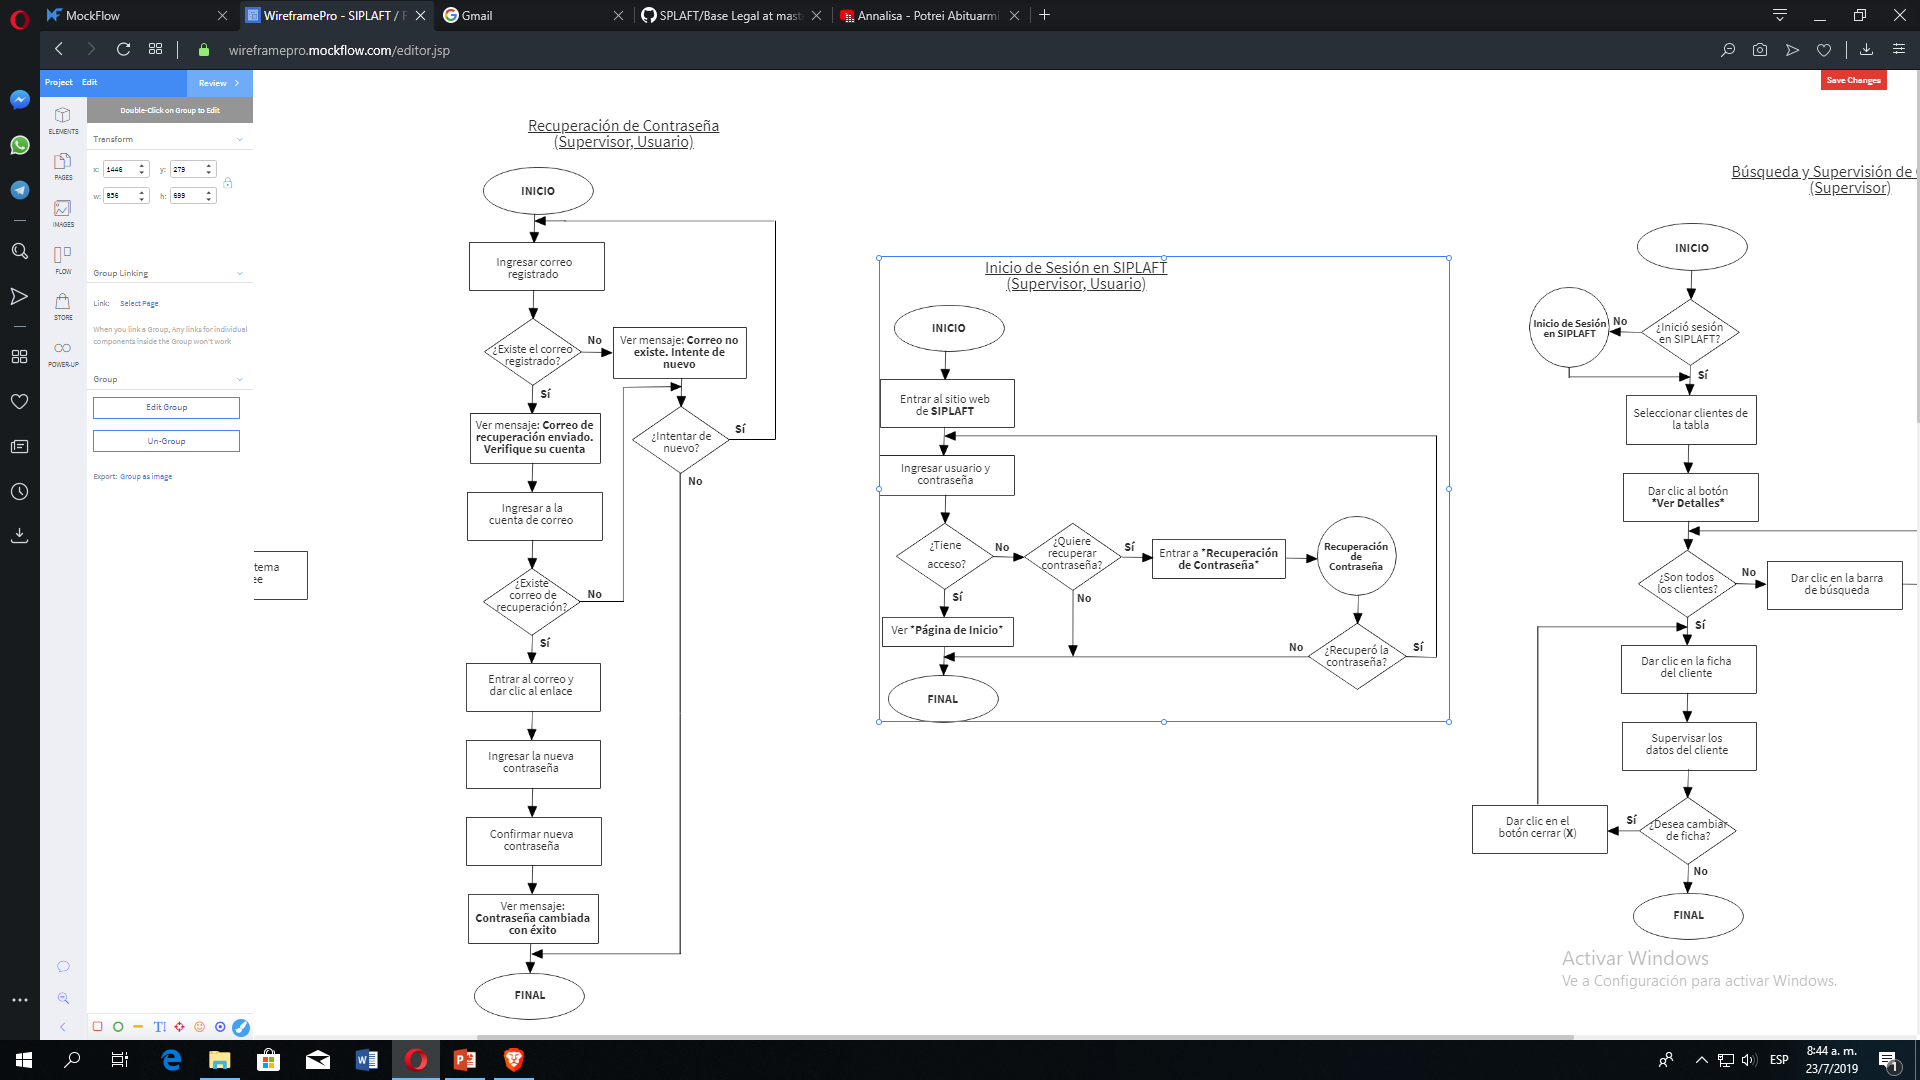 MockFlow
WireframePro - SIPLAFT / F
Gmail
SPLAFT/Base Legal at mast
Annalisa - Potrei Abituarmi
wireframepro.mockflow.com/editor.jsp
Project
Edit
Review
Save Changes
Double-Click on Group to Edit
ELEMENTS
PAGES
IMAGES
FLOW
STORE
POWER-UP
Transform
x: 1446
y: 279
w: 856
h: 699
Group Linking
Link: Select Page
When you link a Group, Any links for individual
components inside the Group won't work
Group
Edit Group
Un-Group
Export: Group as image
tema
ee
Recuperación de Contraseña
(Supervisor, Usuario)
INICIO
Ingresar correo
registrado
¿Existe el correo
registrado?
No
Ver mensaje: Correo no
existe. Intente de
nuevo
Sí
Ver mensaje: Correo de
recuperación enviado.
Verifique su cuenta
¿Intentar de
nuevo?
Sí
No
Ingresar a la
cuenta de correo
¿Existe
correo de
recuperación?
No
Sí
Entrar al correo y
dar clic al enlace
Ingresar la nueva
contraseña
Confirmar nueva
contraseña
Ver mensaje:
Contraseña cambiada
con éxito
FINAL
Inicio de Sesión en SIPLAFT
(Supervisor, Usuario)
INICIO
Entrar al sitio web
de SIPLAFT
Ingresar usuario y
contraseña
¿Tiene
acceso?
No
¿Quiere
recuperar
contraseña?
Sí
Entrar a *Recuperación
de Contraseña*
Recuperación
de
Contraseña
Sí
No
Ver *Página de Inicio*
No
¿Recuperó la
contraseña?
Sí
FINAL
Búsqueda y Supervisión de
(Supervisor)
INICIO
Inicio de Sesión
en SIPLAFT
No
¿Inició sesión
en SIPLAFT?
Sí
Seleccionar clientes de
la tabla
Dar clic al botón
*Ver Detalles*
¿Son todos
los clientes?
No
Dar clic en la barra
de búsqueda
Sí
Dar clic en la ficha
del cliente
Supervisar los
datos del cliente
Dar clic en el
botón cerrar (X)
Sí
¿Desea cambiar
de ficha?
No
FINAL
Activar Windows
Ve a Configuración para activar Windows.
ESP
8:44 a. m.
23/7/2019
1